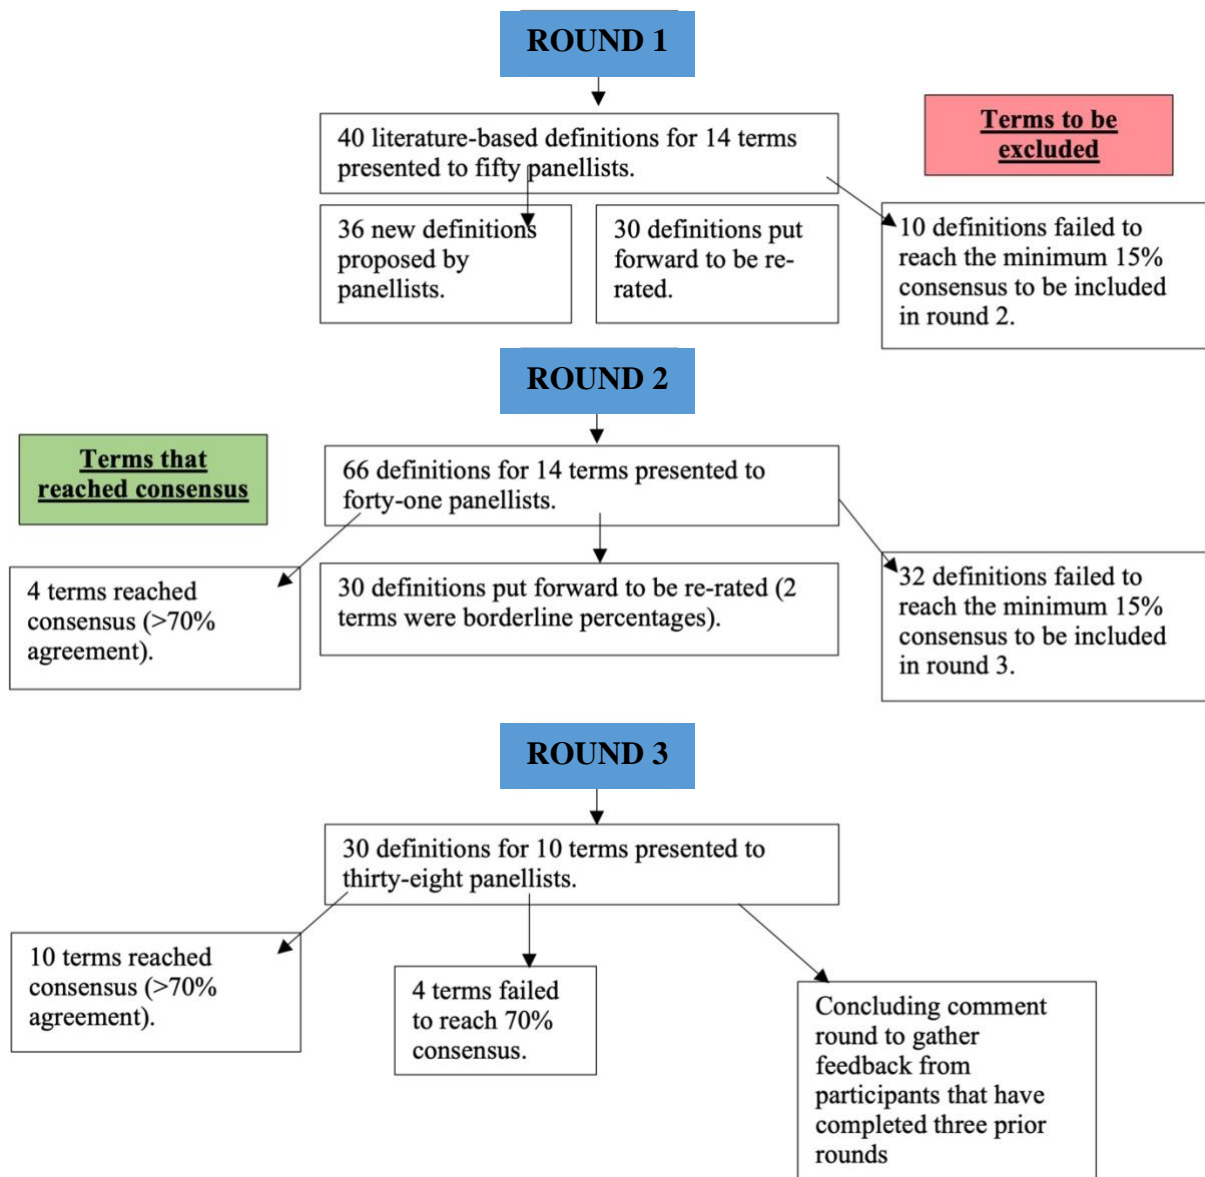 ROUND 1
40 literature-based definitions for 14 terms
presented to fifty panellists.
Terms to be
excluded
36 new definitions
proposed by
panellists.
30 definitions put
forward to be re-
rated.
10 definitions failed to
reach the minimum 15%
consensus to be included
in round 2.
ROUND 2
Terms that
reached consensus
66 definitions for 14 terms presented to
forty-one panellists.
4 terms reached
consensus (>70%
agreement).
30 definitions put forward to be re-rated (2
terms were borderline percentages).
32 definitions failed to
reach the minimum 15%
consensus to be included
in round 3.
ROUND 3
30 definitions for 10 terms presented to
thirty-eight panellists.
10 terms reached
consensus (>70%
agreement).
4 terms failed
to reach 70%
consensus.
Concluding comment
round to gather
feedback from
participants that have
completed three prior
rounds